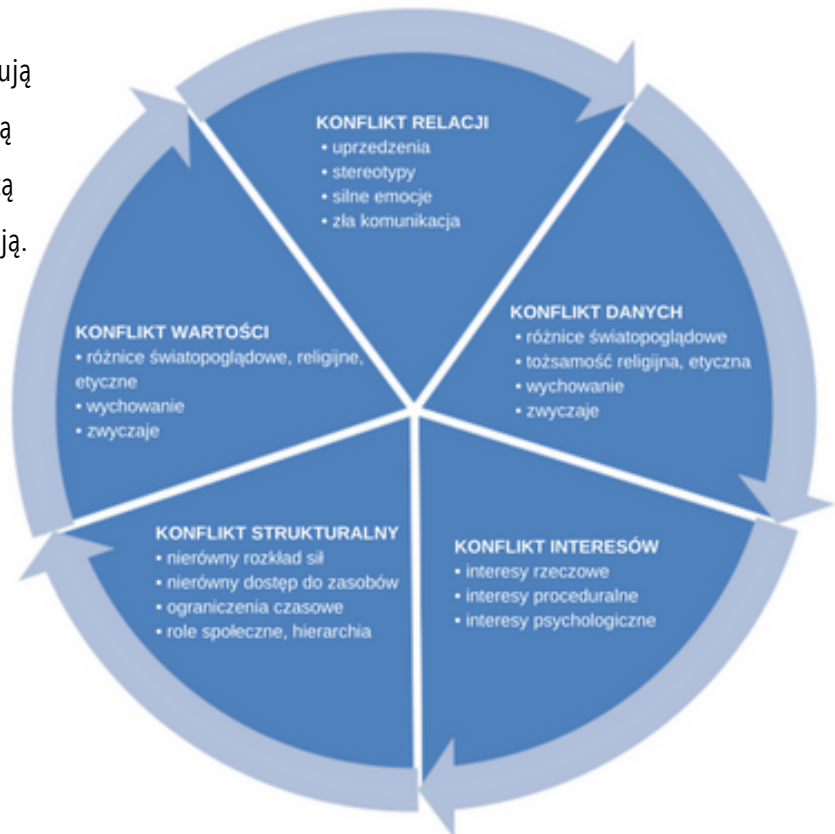 ują
ą
ą
ją.
KONFLIKT RELACJI
• uprzedzenia
• stereotypy
• silne emocje
• zła komunikacja
KONFLIKT DANYCH
• różnice światopoglądowe
• tożsamość religijna, etyczna
• wychowanie
• zwyczaje
KONFLIKT INTERESÓW
• interesy rzeczowe
• interesy proceduralne
• interesy psychologiczne
KONFLIKT STRUKTURALNY
• nierówny rozkład sił
• nierówny dostęp do zasobów
• ograniczenia czasowe
• role społeczne, hierarchia
KONFLIKT WARTOŚCI
• różnice światopoglądowe, religijne,
etyczne
• wychowanie
• zwyczaje